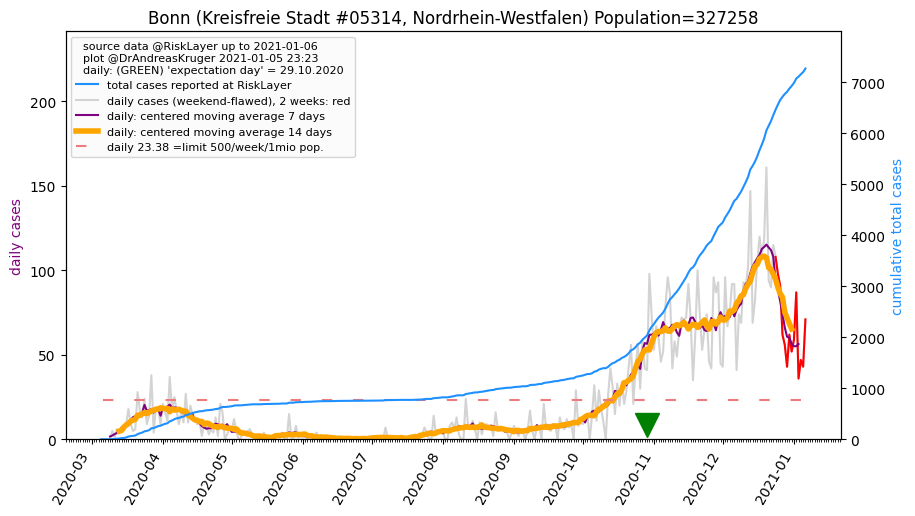 Bonn (Kreisfreie Stadt #05314, Nordrhein-Westfalen) Population=327258
source data @RiskLayer up to 2021-01-06
plot @DrAndreasKruger 2021-01-05 23:23
daily: (GREEN) 'expectation day' = 29.10.2020
total cases reported at RiskLayer
daily cases (weekend-flawed), 2 weeks: red
daily: centered moving average 7 days
daily: centered moving average 14 days
daily 23.38 =limit 500/week/1mio pop.
daily cases
200
150
100
50
0
7000
6000
5000
4000
3000
2000
1000
0
cumulative total cases
2020-03
2020-04
2020-05
2020-06
2020-07
2020-08
2020-09
2020-10
2020-11
2020-12
2021-01